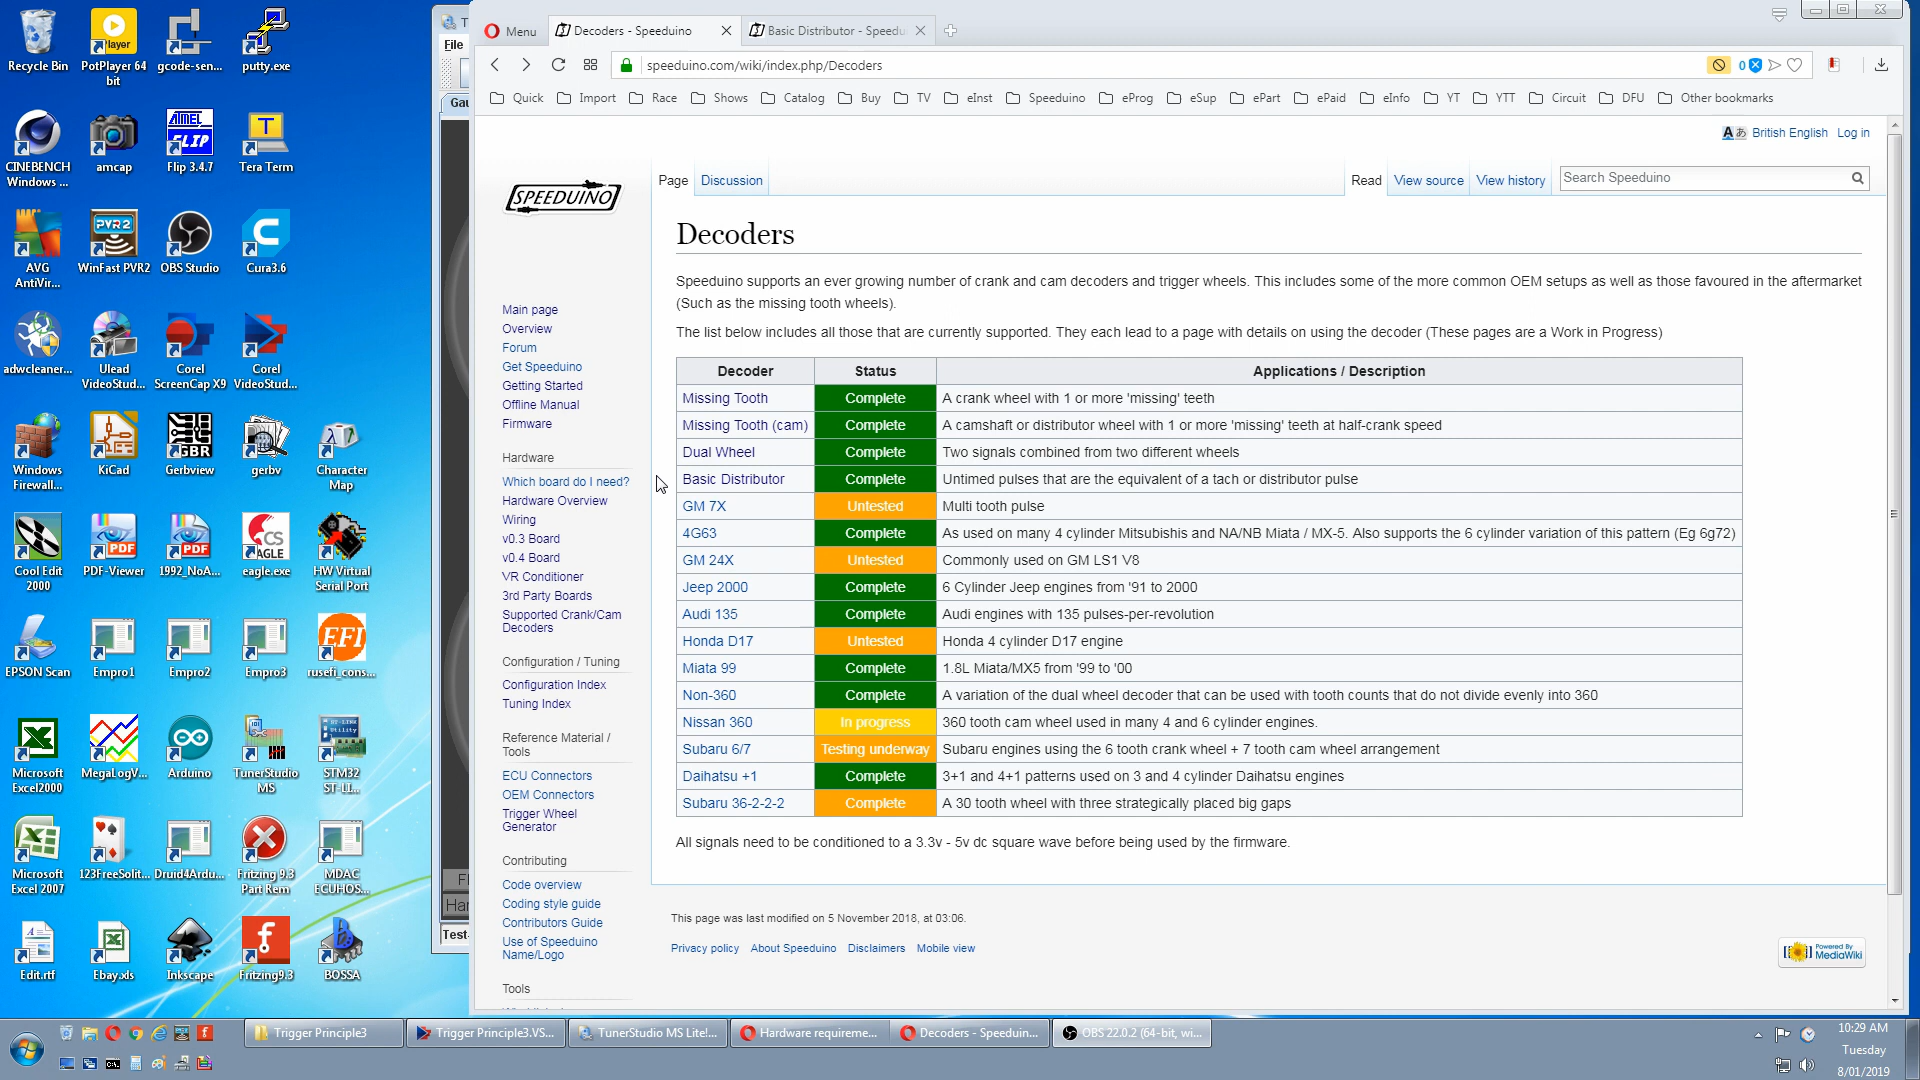 Recycle Bin
PotPlayer 64 bit
gcode-sen...
putty.exe
CINEBENCH Windows ...
amcap
Flip 3.4.7
Tera Term
AVG AntiVir...
WinFast PVR2
OBS Studio
Cura3.6
adwcleaner...
Ulead VideoStud...
Corel ScreenCap X9
Corel VideoStud...
Windows Firewall...
KiCad
Gerbview
gerbv
Character Map
Cool Edit 2000
PDF-Viewer
1992_NoA...
eagle.exe
HW Virtual Serial Port
EPSON Scan
Empro1
Empro2
Empro3
rusefi_cons...
Microsoft Excel2000
MegaLogV...
Arduino
TunerStudio MS
STM32 ST-LI...
Microsoft Excel 2007
123FreeSolit...
Druid4Ardu...
Fritzing 9.3 Part Rem
MDAC ECUHOS...
Edit.rtf
Ebay.xls
Inkscape
Fritzing9.3
BOSSA
File
Gau
Har
Test
Menu
Decoders - Speeduino
Basic Distributor - Speedu
speeduino.com/wiki/index.php/Decoders
0
Quick Import Race Shows Catalog Buy TV eInst Speeduino eProg eSup ePart ePaid eInfo YT YTT Circuit DFU Other bookmarks
British English Log in
SPEEDUINO
Page Discussion Read View source View history Search Speeduino
Main page
Overview
Forum
Get Speeduino
Getting Started
Offline Manual
Firmware
Hardware
Which board do I need?
Hardware Overview
Wiring
v0.3 Board
v0.4 Board
VR Conditioner
3rd Party Boards
Supported Crank/Cam
Decoders
Configuration / Tuning
Configuration Index
Tuning Index
Reference Material /
Tools
ECU Connectors
OEM Connectors
Trigger Wheel
Generator
Contributing
Code overview
Coding style guide
Contributors Guide
Use of Speeduino
Name/Logo
Tools
Decoders
Speeduino supports an ever growing number of crank and cam decoders and trigger wheels. This includes some of the more common OEM setups as well as those favoured in the aftermarket
(Such as the missing tooth wheels).
The list below includes all those that are currently supported. They each lead to a page with details on using the decoder (These pages are a Work in Progress)
Decoder Status Applications / Description
Missing Tooth Complete A crank wheel with 1 or more 'missing' teeth
Missing Tooth (cam) Complete A camshaft or distributor wheel with 1 or more 'missing' teeth at half-crank speed
Dual Wheel Complete Two signals combined from two different wheels
Basic Distributor Complete Untimed pulses that are the equivalent of a tach or distributor pulse
GM 7X Untested Multi tooth pulse
4G63 Complete As used on many 4 cylinder Mitsubishis and NA/NB Miata / MX-5. Also supports the 6 cylinder variation of this pattern (Eg 6g72)
GM 24X Untested Commonly used on GM LS1 V8
Jeep 2000 Complete 6 Cylinder Jeep engines from '91 to 2000
Audi 135 Complete Audi engines with 135 pulses-per-revolution
Honda D17 Untested Honda 4 cylinder D17 engine
Miata 99 Complete 1.8L Miata/MX5 from '99 to '00
Non-360 Complete A variation of the dual wheel decoder that can be used with tooth counts that do not divide evenly into 360
Nissan 360 In progress 360 tooth cam wheel used in many 4 and 6 cylinder engines.
Subaru 6/7 Testing underway Subaru engines using the 6 tooth crank wheel + 7 tooth cam wheel arrangement
Daihatsu +1 Complete 3+1 and 4+1 patterns used on 3 and 4 cylinder Daihatsu engines
Subaru 36-2-2-2 Complete A 30 tooth wheel with three strategically placed big gaps
All signals need to be conditioned to a 3.3v - 5v dc square wave before being used by the firmware.
This page was last modified on 5 November 2018, at 03:06.
Privacy policy About Speeduino Disclaimers Mobile view
Powered By MediaWiki
Trigger Principle3
Trigger Principle3.VS...
TunerStudio MS Lite!...
Hardware requireme...
Decoders - Speeduin...
OBS 22.0.2 (64-bit, wi...
10:29 AM
Tuesday
8/01/2019